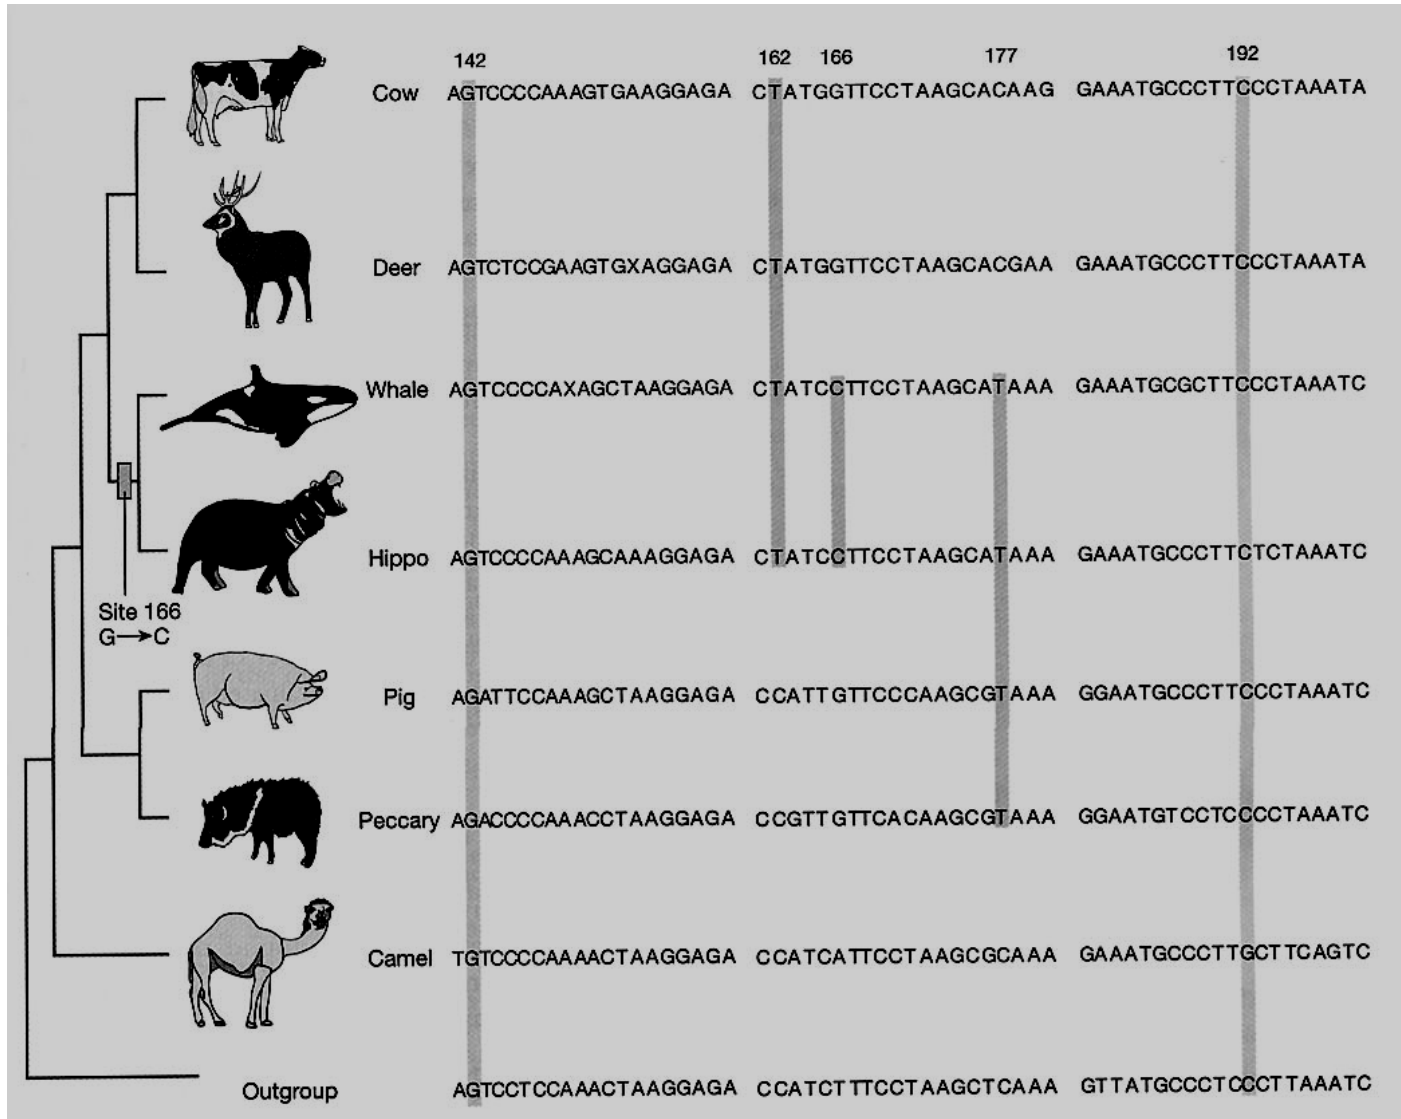 142 162 166 177 192
Cow AGTCCCCAAAGTGAAGGAGA CTATGGTTCCTAAGCACAAG GAAATGCCCTTCCCTAAATA
Deer AGTCTCCGAAGTGXAGGAGA CTATGGTTCCTAAGCACGAA GAAATGCCCTTCCCTAAATA
Whale AGTCCCCAXAGCTAAGGAGA CTATCCTTCCTAAGCATAAA GAAATGCGCTTCCCTAAATC
Hippo AGTCCCCAAAGCAAAGGAGA CTATCCTTCCTAAGCATAAA GAAATGCCCTTCTCTAAATC
Site 166
G→C
Pig AGATTCCAAAGCTAAGGAGA CCATTGTTCCCAAGCGTAAA GGAATGCCCTTCCCTAAATC
Peccary AGACCCCAAACCTAAGGAGA CCGTTGTTCACAAGCGTAAA GGAATGTCCTCCCCTAAATC
Camel TGTCCCCAAAACTAAGGAGA CCATCATTCCTAAGCGCAAA GAAATGCCCTTGCTTCAGTC
Outgroup AGTCCTCCAAACTAAGGAGA CCATCTTTCCTAAGCTCAAA GTTATGCCCTCCCTTAAATC